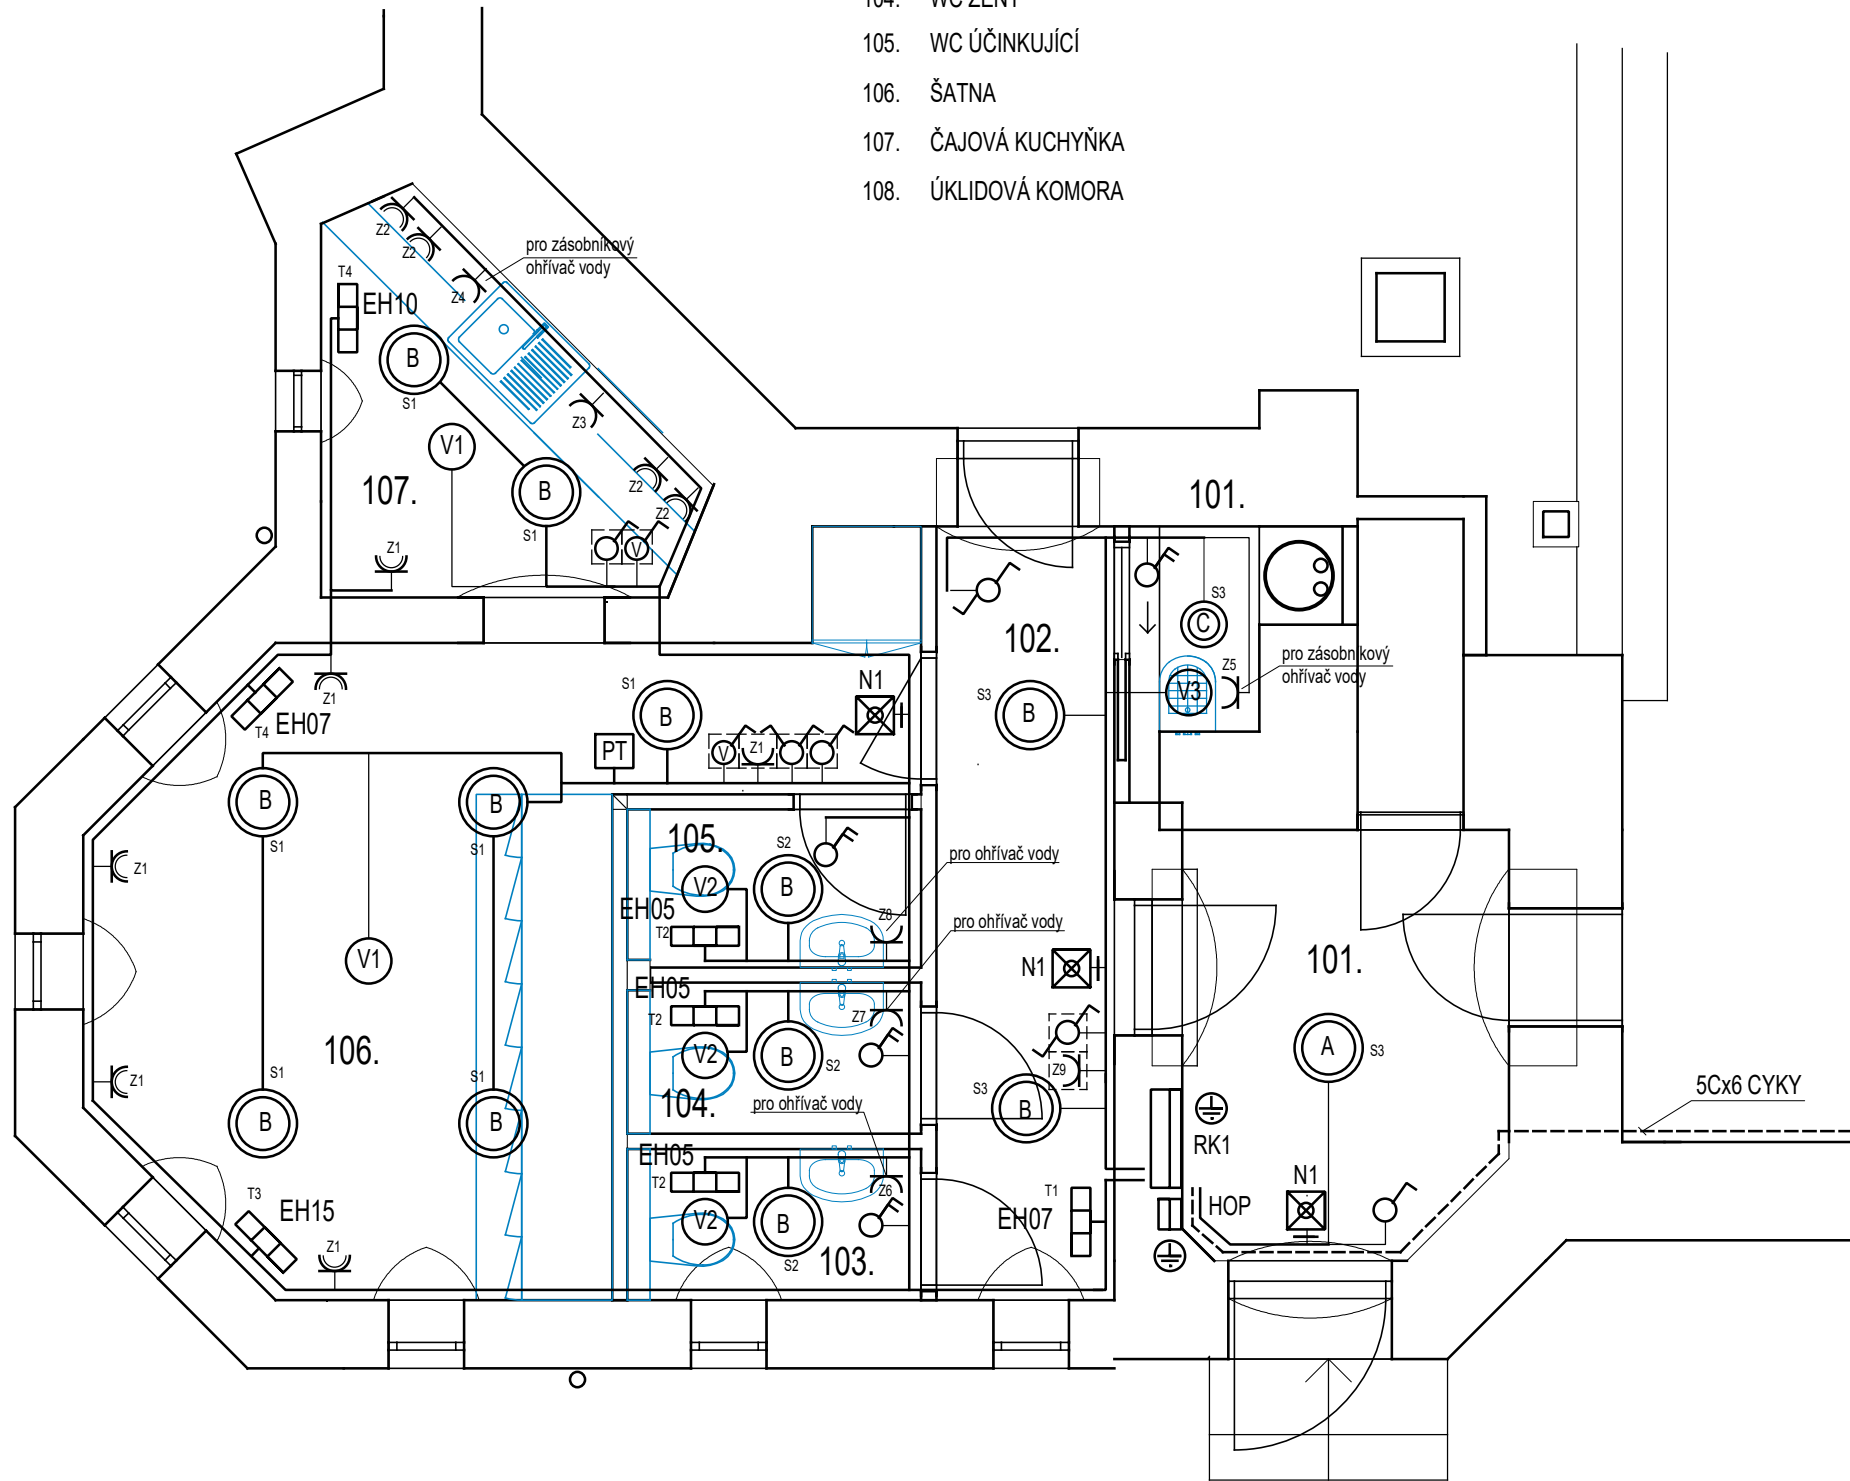 104. WC ŽENY
105. WC ÚČINKUJÍCÍ
106. ŠATNA
107. ČAJOVÁ KUCHYŇKA
108. ÚKLIDOVÁ KOMORA
Z2
Z2
pro zásobníkový
ohřívač vody
T4
Z4
EH10
B
S1
Z3
V1
107.
B
Z2
Z2
S1
V
Z1
101.
102.
S3
C
pro zásobníkový
ohřívač vody
Z5
V3
Z1
T4
EH07
S1
B
N1
S3
B
PT
V
Z1
B
B
S1
S1
105.
S2
B
V2
pro ohřívač vody
Z1
EH05
T2
Z8
pro ohřívač vody
V1
N1
101.
EH05
T2
Z7
106.
V2
B
S2
A
S3
Z9
Z1
S1
S1
S3
B
B
B
104.
pro ohřívač vody
5Cx6 CYKY
RK1
EH05
T2
Z6
N1
T3
EH15
V2
B
EH07
T1
HOP
Z1
S2
103.